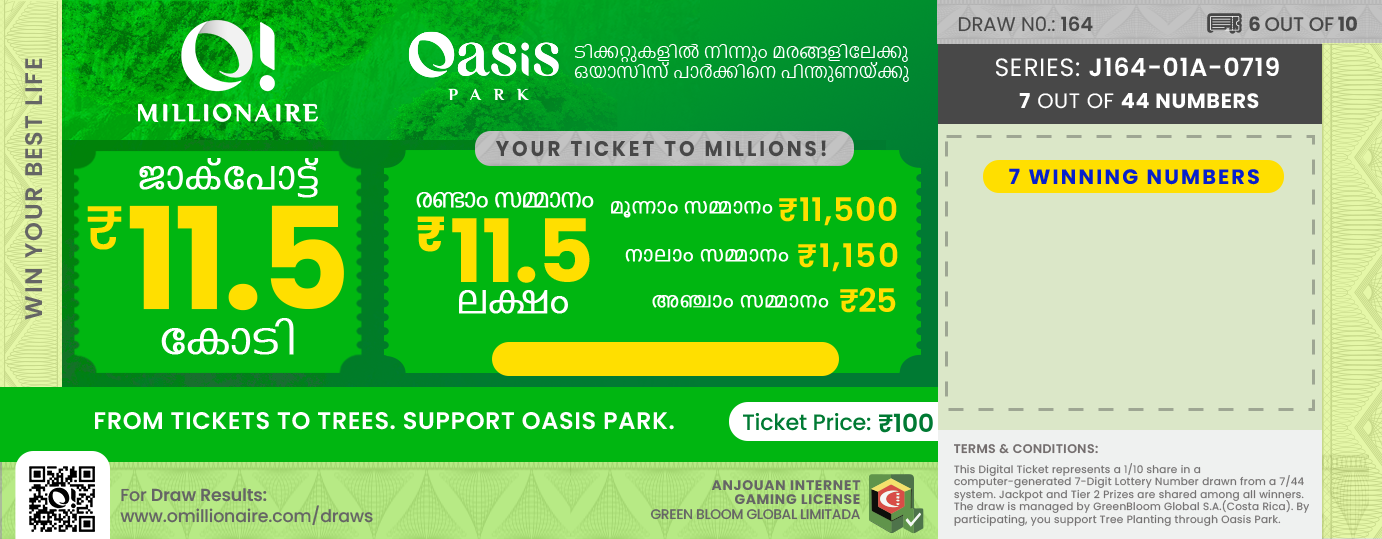 WIN YOUR BEST LIFE
O!
MILLIONAIRE
Oasis
PARK
ടിക്കറ്റുകളിൽ നിന്നും മരങ്ങളിലേക്കു
ഒയാസിസ് പാർക്കിനെ പിന്തുണയ്ക്കു
YOUR TICKET TO MILLIONS!
ജാക്പോട്ട്
₹11.5
കോടി
രണ്ടാം സമ്മാനം
₹11.5
ലക്ഷം
മൂന്നാം സമ്മാനം ₹11,500
നാലാം സമ്മാനം ₹1,150
അഞ്ചാം സമ്മാനം ₹25
FROM TICKETS TO TREES. SUPPORT OASIS PARK.
Ticket Price: ₹100
For Draw Results:
www.omillionaire.com/draws
ANJOUAN INTERNET
GAMING LICENSE
GREEN BLOOM GLOBAL LIMITADA
DRAW N0.: 164
6 OUT OF 10
SERIES: J164-01A-0719
7 OUT OF 44 NUMBERS
7 WINNING NUMBERS
TERMS & CONDITIONS:
This Digital Ticket represents a 1/10 share in a
computer-generated 7-Digit Lottery Number drawn from a 7/44
system. Jackpot and Tier 2 Prizes are shared among all winners.
The draw is managed by GreenBloom Global S.A.(Costa Rica). By
participating, you support Tree Planting through Oasis Park.